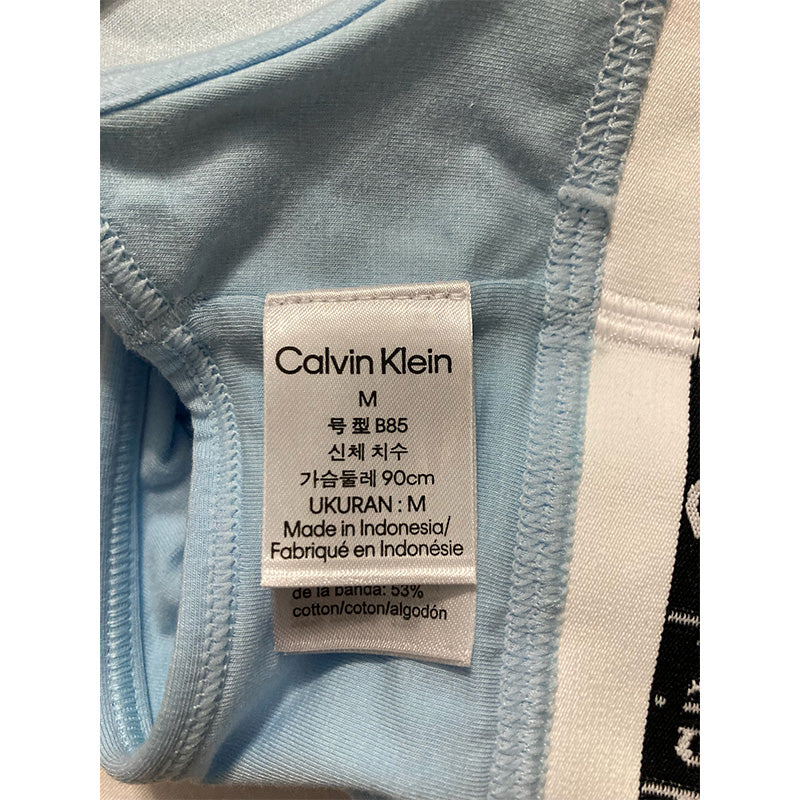 Calvin Klein
M
号型 B85
신체 치수
가슴둘레 90cm
UKURAN : M
Made in Indonesia/
Fabriqué en Indonésie
de la banda: 53%
cotton/coton/algodón